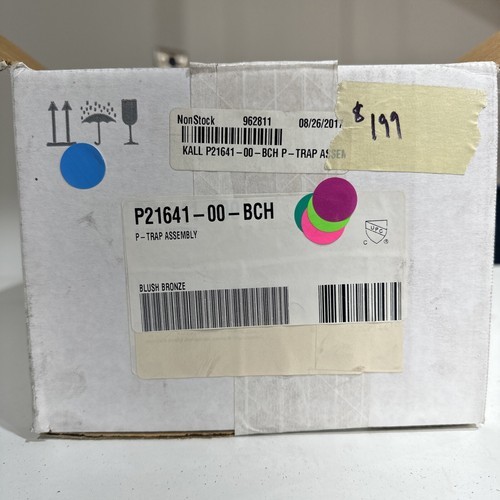 NonStock 962811 08/26/2017
KALL P21641-00-BCH P-TRAP ASSEM
$199
P21641-00-BCH
P-TRAP ASSEMBLY
UPC
C ®
BLUSH BRONZE